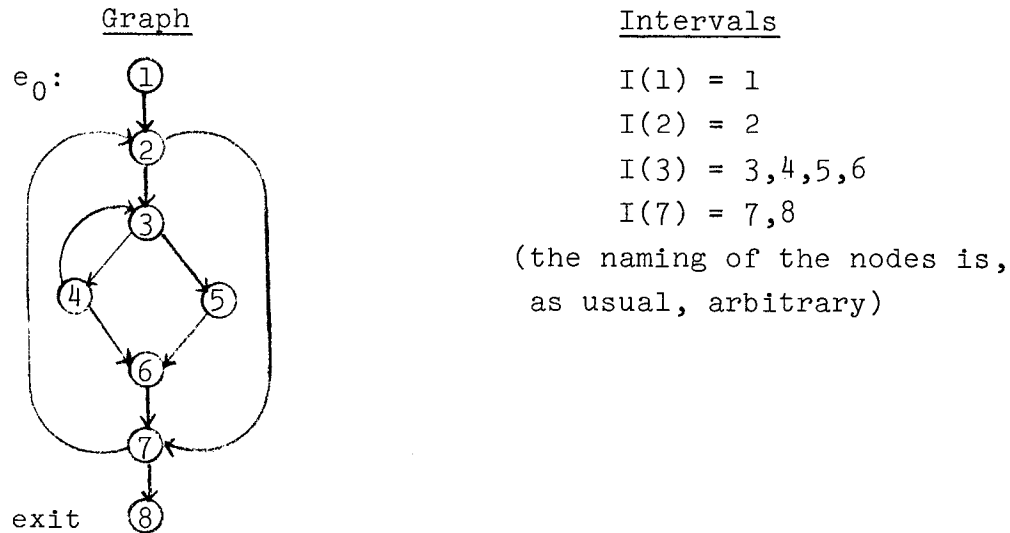 Graph
e0:
1
2
3
4 5
6
7
exit 8
Intervals
I(1) = 1
I(2) = 2
I(3) = 3,4,5,6
I(7) = 7,8
(the naming of the nodes is,
as usual, arbitrary)